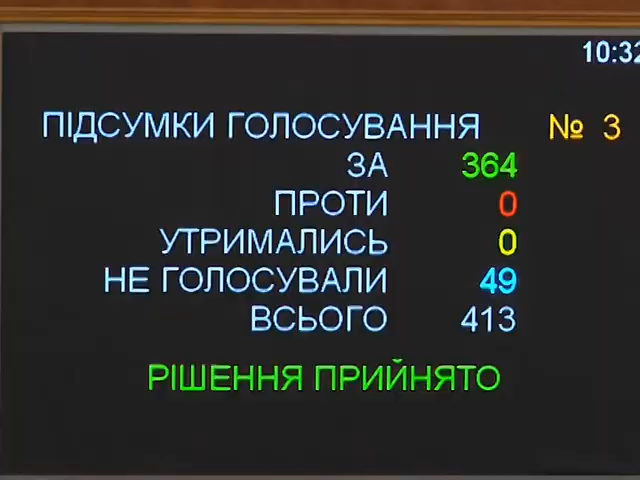 10:32
ПІДСУМКИ ГОЛОСУВАННЯ № 3
ЗА 364
ПРОТИ 0
УТРИМАЛИСЬ 0
НЕ ГОЛОСУВАЛИ 49
ВСЬОГО 413
РІШЕННЯ ПРИЙНЯТО